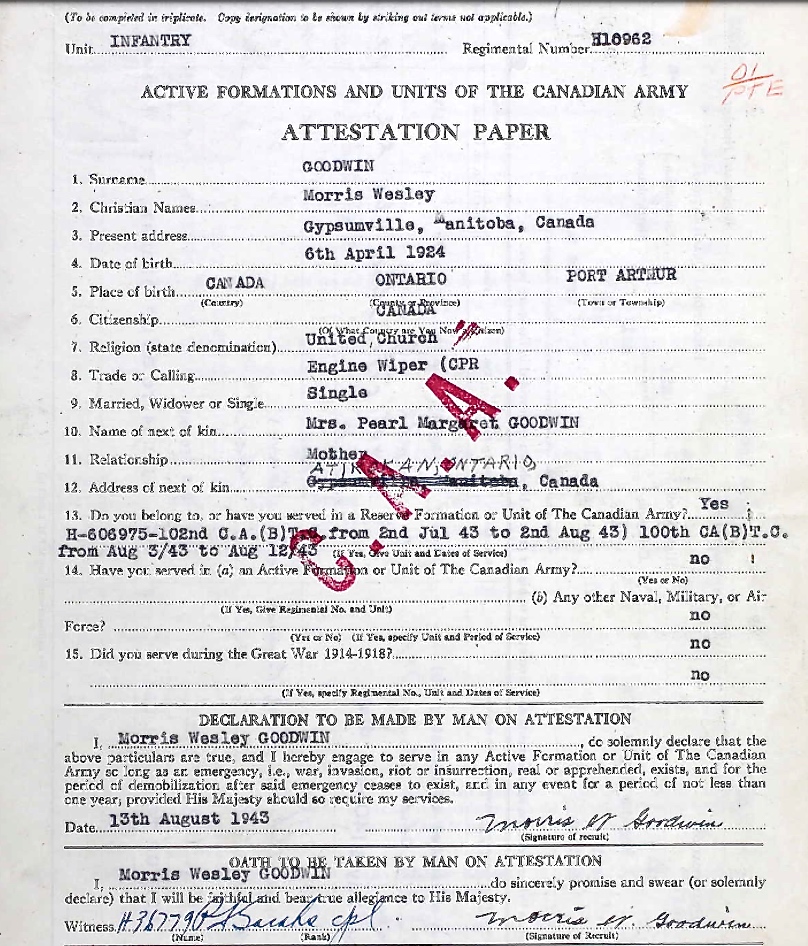 (To be completed in triplicate. Copy designation to be shown by striking out terms not applicable.)
Unit INFANTRY Regimental Number H10962
01/PTE
ACTIVE FORMATIONS AND UNITS OF THE CANADIAN ARMY
ATTESTATION PAPER
1. Surname GOODWIN
2. Christian Names Morris Wesley
3. Present address Gypsumville, Manitoba, Canada
4. Date of birth 6th April 1924
5. Place of birth CANADA ONTARIO PORT ARTHUR
(Country) (County or Province) (Town or Township)
6. Citizenship CANADA
(Of What Country are You Now a Citizen)
7. Religion (state denomination) United Church
8. Trade or Calling Engine Wiper (CPR
9. Married, Widower or Single Single
10. Name of next of kin Mrs. Pearl Margaret GOODWIN
11. Relationship Mother
ATIKOKAN, ONTARIO
12. Address of next of kin Gypsumville, Manitoba, Canada
C.A.A.
13. Do you belong to, or have you served in a Reserve Formation or Unit of The Canadian Army? Yes
H-606975-102nd C.A.(B)T.C. from 2nd Jul 43 to 2nd Aug 43) 100th CA(B)T.C.
from Aug 3/43 to Aug 12/43 (If Yes, Give Unit and Dates of Service)
14. Have you served in (a) an Active Formation or Unit of The Canadian Army? no
(Yes or No)
(If Yes, Give Regimental No. and Unit) (b) Any other Naval, Military, or Air
Force? no
(Yes or No) (If Yes, specify Unit and Period of Service)
15. Did you serve during the Great War 1914-1918? no
no
(If Yes, specify Regimental No., Unit and Dates of Service)
DECLARATION TO BE MADE BY MAN ON ATTESTATION
I, Morris Wesley GOODWIN, do solemnly declare that the
above particulars are true, and I hereby engage to serve in any Active Formation or Unit of The Canadian
Army so long as an emergency, i.e., war, invasion, riot or insurrection, real or apprehended, exists, and for the
period of demobilization after said emergency ceases to exist, and in any event for a period of not less than
one year, provided His Majesty should so require my services.
Date 13th August 1943 Morris W Goodwin
(Signature of recruit)
OATH TO BE TAKEN BY MAN ON ATTESTATION
I, Morris Wesley GOODWIN do sincerely promise and swear (or solemnly
declare) that I will be faithful and bear true allegiance to His Majesty.
Witness cpl. Morris W Goodwin
(Name) (Rank) (Signature of Recruit)